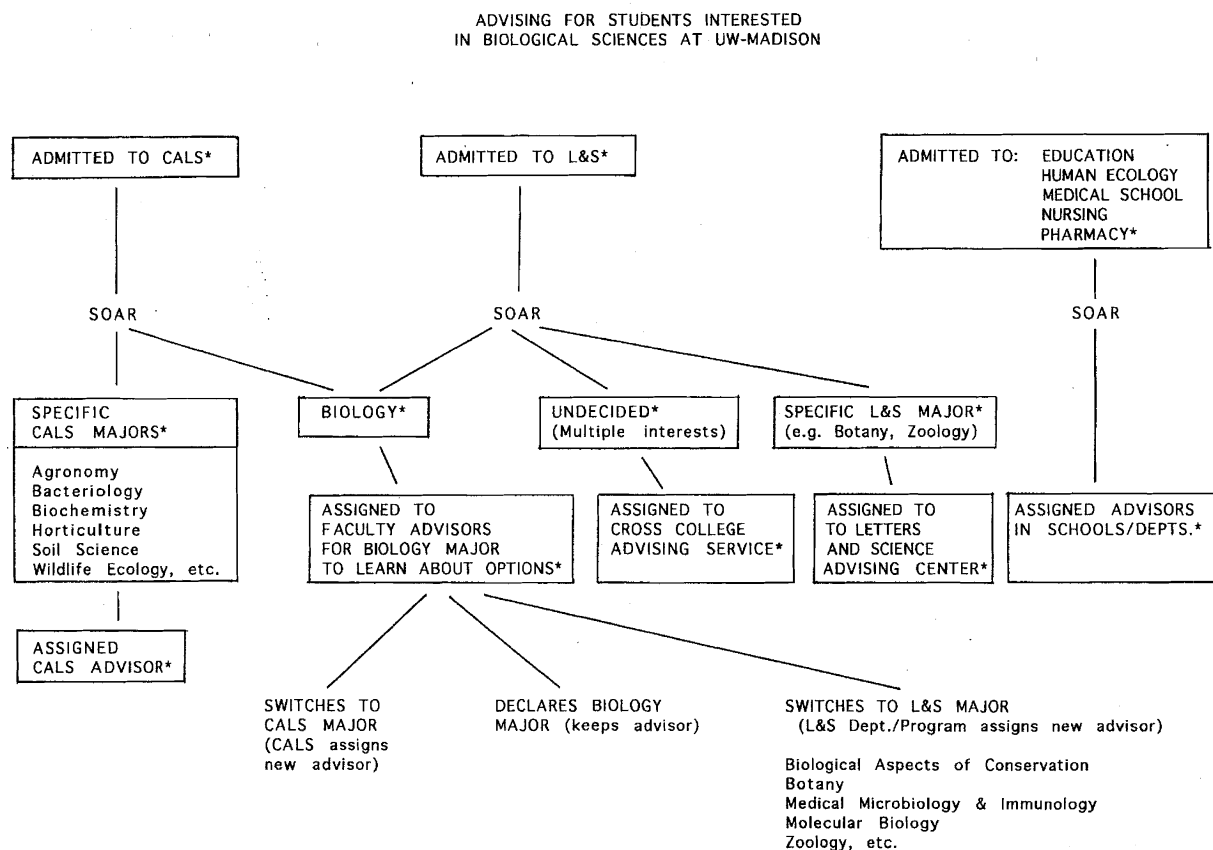 ADVISING FOR STUDENTS INTERESTED
IN BIOLOGICAL SCIENCES AT UW-MADISON
ADMITTED TO CALS*
ADMITTED TO L&S*
ADMITTED TO: EDUCATION
HUMAN ECOLOGY
MEDICAL SCHOOL
NURSING
PHARMACY*
SOAR
SOAR
SOAR
SPECIFIC
CALS MAJORS*
Agronomy
Bacteriology
Biochemistry
Horticulture
Soil Science
Wildlife Ecology, etc.
BIOLOGY*
UNDECIDED*
(Multiple interests)
SPECIFIC L&S MAJOR*
(e.g. Botany, Zoology)
ASSIGNED TO
FACULTY ADVISORS
FOR BIOLOGY MAJOR
TO LEARN ABOUT OPTIONS*
ASSIGNED TO
CROSS COLLEGE
ADVISING SERVICE*
ASSIGNED TO
TO LETTERS
AND SCIENCE
ADVISING CENTER*
ASSIGNED ADVISORS
IN SCHOOLS/DEPTS.*
ASSIGNED
CALS ADVISOR*
SWITCHES TO
CALS MAJOR
(CALS assigns
new advisor)
DECLARES BIOLOGY
MAJOR (keeps advisor)
SWITCHES TO L&S MAJOR
(L&S Dept./Program assigns new advisor)
Biological Aspects of Conservation
Botany
Medical Microbiology & Immunology
Molecular Biology
Zoology, etc.